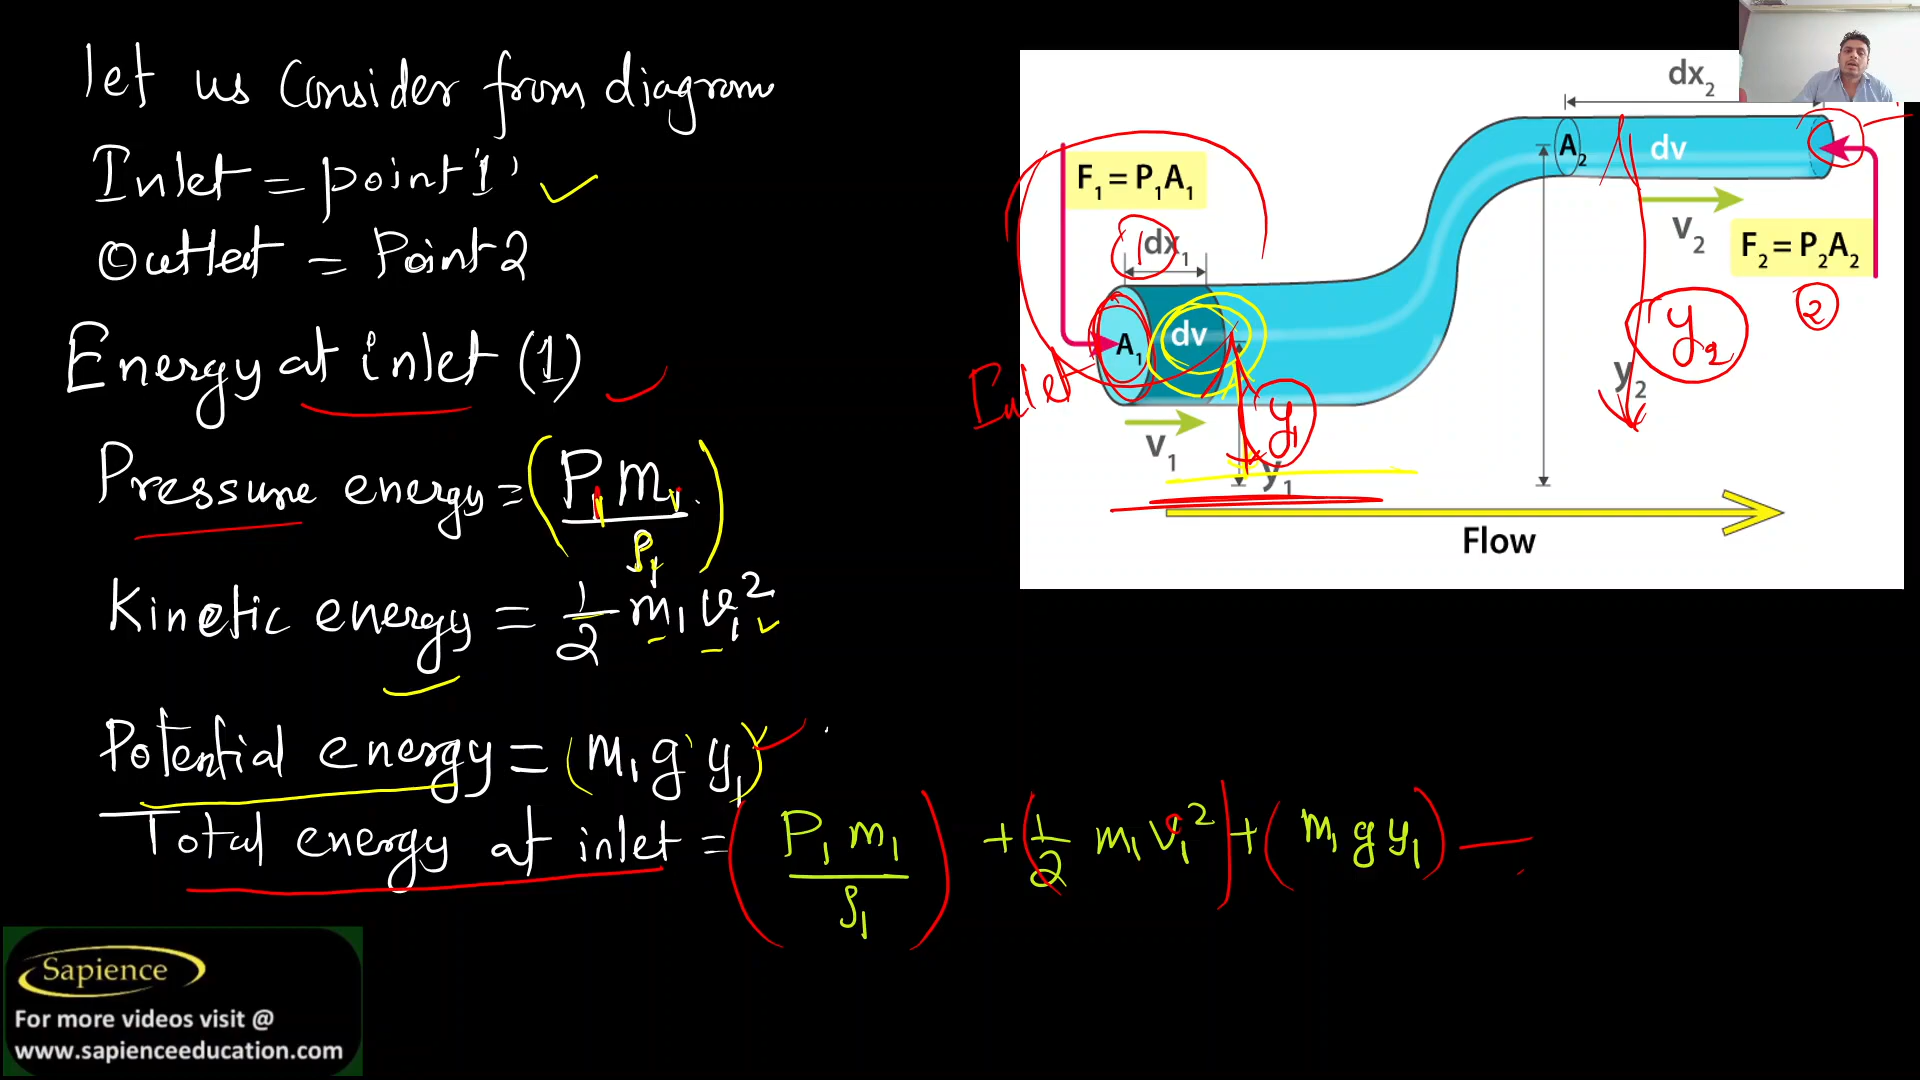 let us Consider from diagram
Inlet = point '1'
Outlet = Point 2
Energy at inlet (1)
Pressure energy = (P₁ m₁ / ρ₁)
Kinetic energy = 1/2 m₁ v₁²
Potential energy = (m₁ g y₁)
Total energy at inlet = (P₁ m₁ / ρ₁) + (1/2 m₁ v₁²) + (m₁ g y₁) —
dx₂
A₂ dv
F₁ = P₁A₁
v₂
F₂ = P₂A₂
1 dx₁
2
y₂
A₁ dv
y₂
Inlet
y₁
v₁
y₁
Flow
Sapience
For more videos visit @
www.sapienceeducation.com